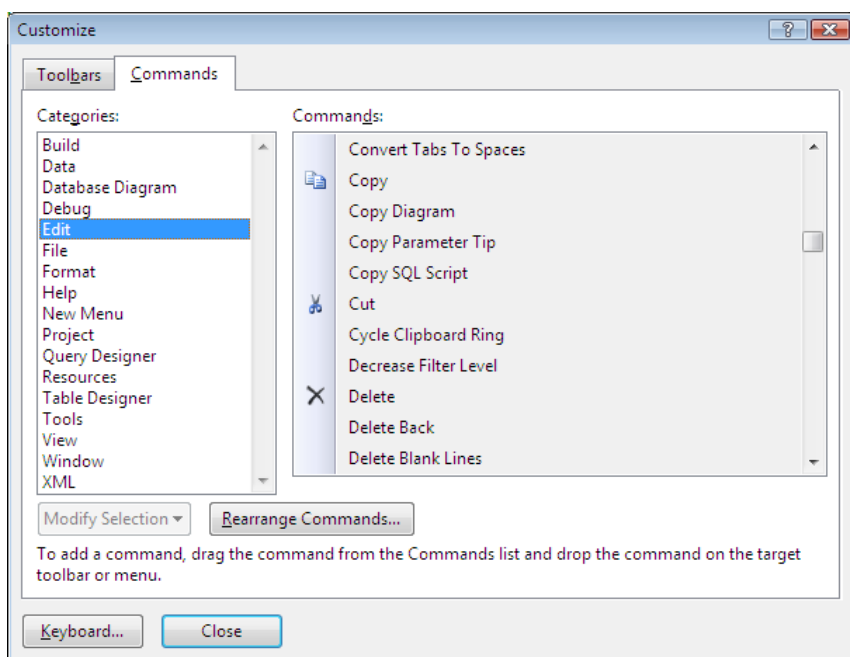 Customize
Toolbars
Commands
Categories:
Build
Data
Database Diagram
Debug
Edit
File
Format
Help
New Menu
Project
Query Designer
Resources
Table Designer
Tools
View
Window
XML
Commands:
Convert Tabs To Spaces
Copy
Copy Diagram
Copy Parameter Tip
Copy SQL Script
Cut
Cycle Clipboard Ring
Decrease Filter Level
Delete
Delete Back
Delete Blank Lines
Modify Selection
Rearrange Commands...
To add a command, drag the command from the Commands list and drop the command on the target
toolbar or menu.
Keyboard...
Close